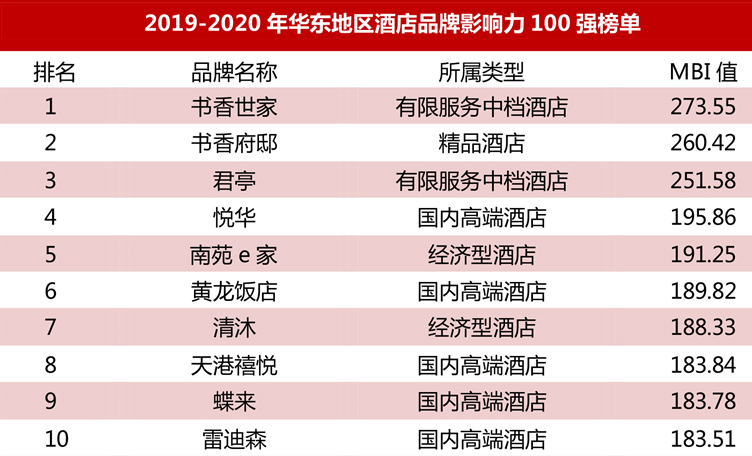 2019-2020 年华东地区酒店品牌影响力 100 强榜单
排名 品牌名称 所属类型 MBI 值
1 书香世家 有限服务中档酒店 273.55
2 书香府邸 精品酒店 260.42
3 君亭 有限服务中档酒店 251.58
4 悦华 国内高端酒店 195.86
5 南苑 e 家 经济型酒店 191.25
6 黄龙饭店 国内高端酒店 189.82
7 清沐 经济型酒店 188.33
8 天港禧悦 国内高端酒店 183.84
9 蝶来 国内高端酒店 183.78
10 雷迪森 国内高端酒店 183.51